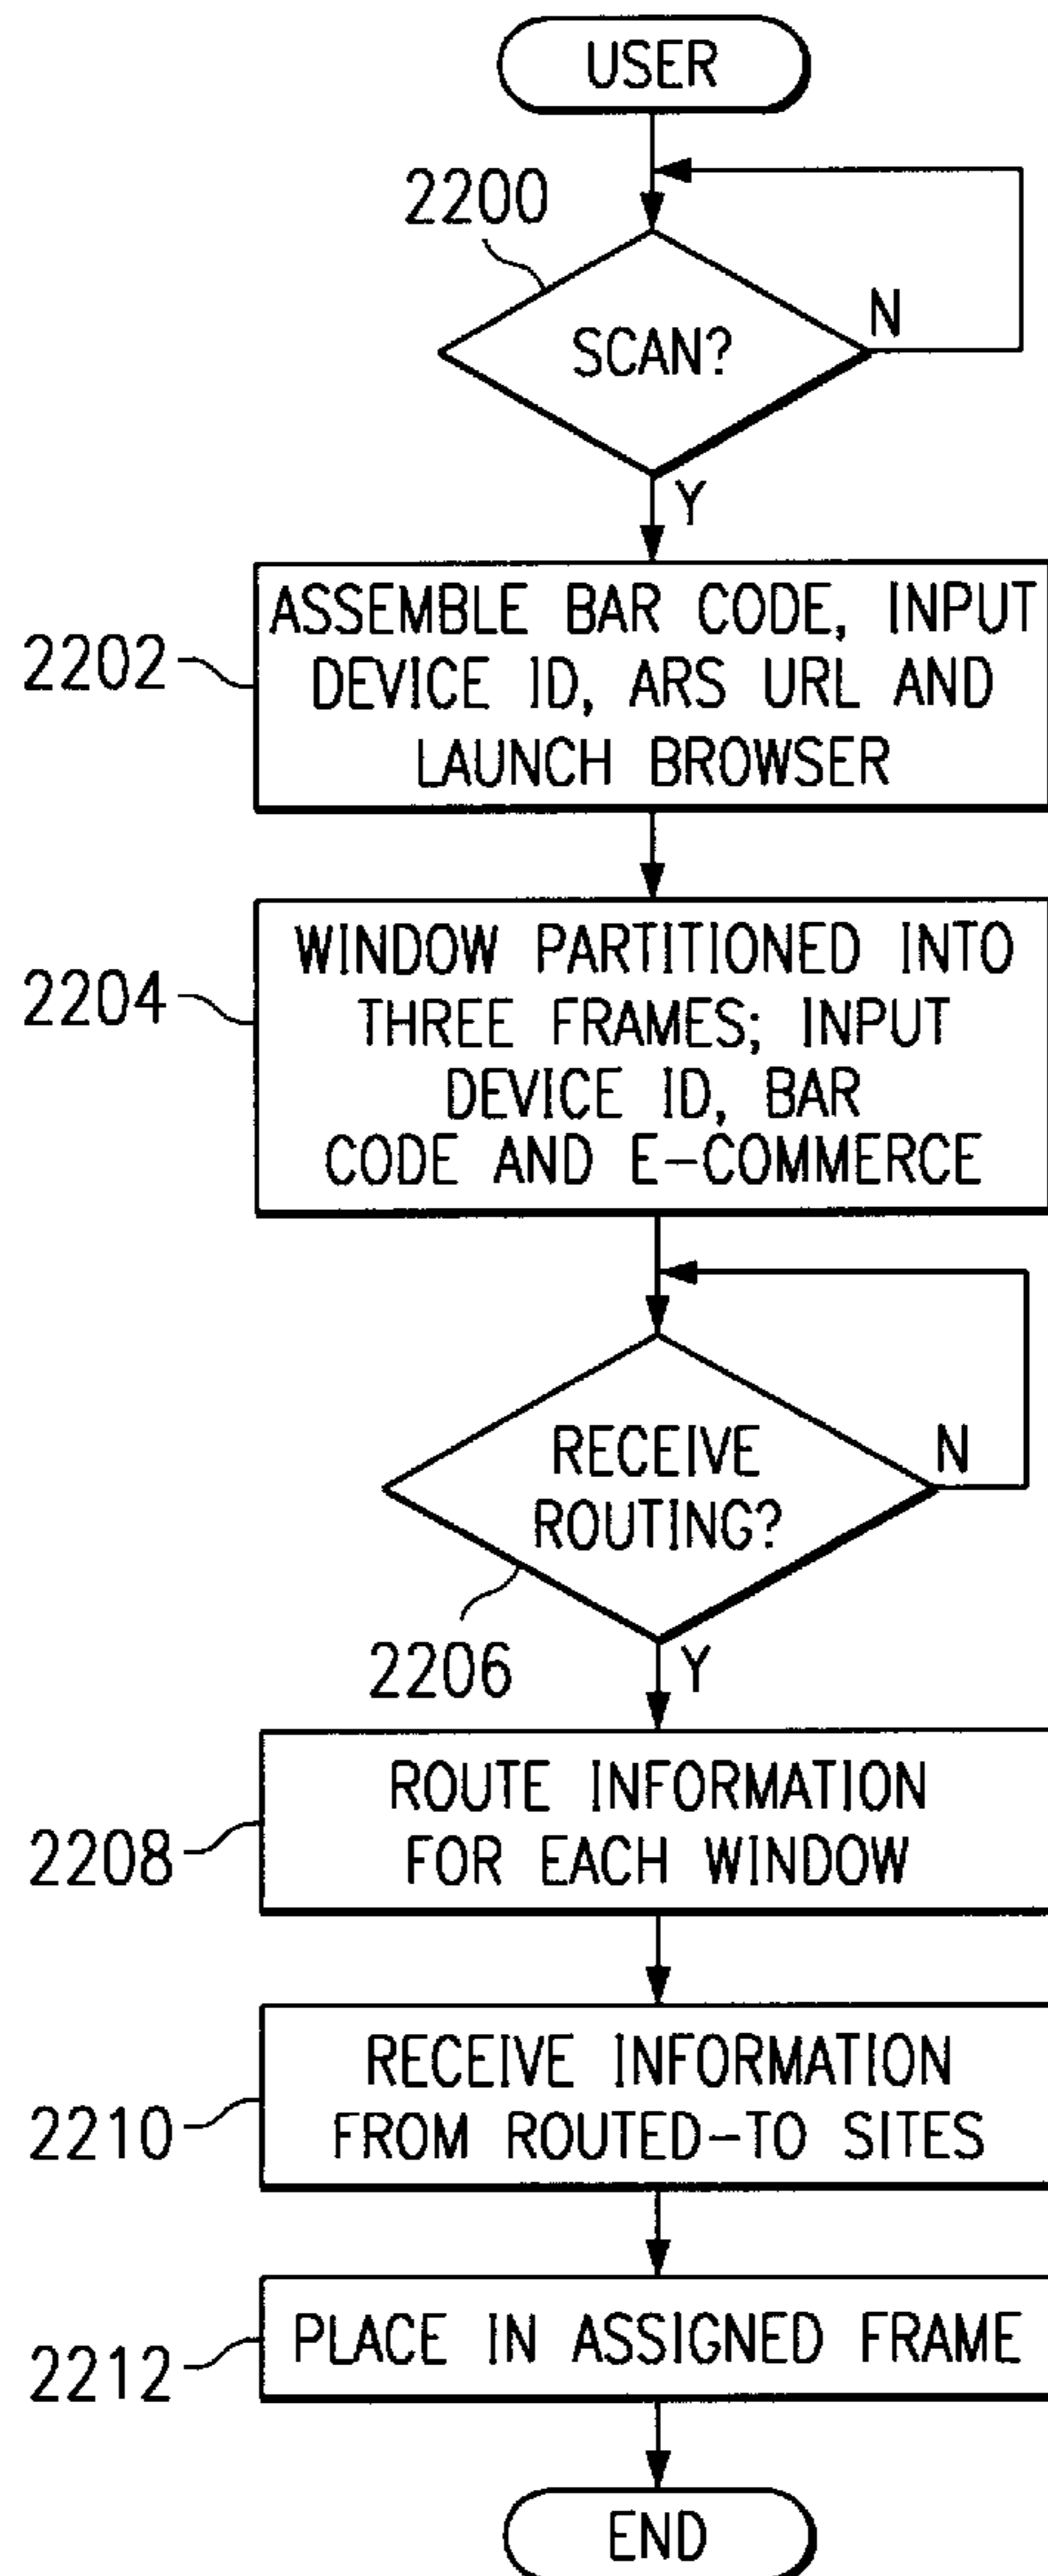 USER
2200
SCAN?
N
Y
2202
ASSEMBLE BAR CODE, INPUT
DEVICE ID, ARS URL AND
LAUNCH BROWSER
2204
WINDOW PARTITIONED INTO
THREE FRAMES; INPUT
DEVICE ID, BAR
CODE AND E-COMMERCE
RECEIVE
ROUTING?
N
2206
Y
2208
ROUTE INFORMATION
FOR EACH WINDOW
2210
RECEIVE INFORMATION
FROM ROUTED-TO SITES
2212
PLACE IN ASSIGNED FRAME
END